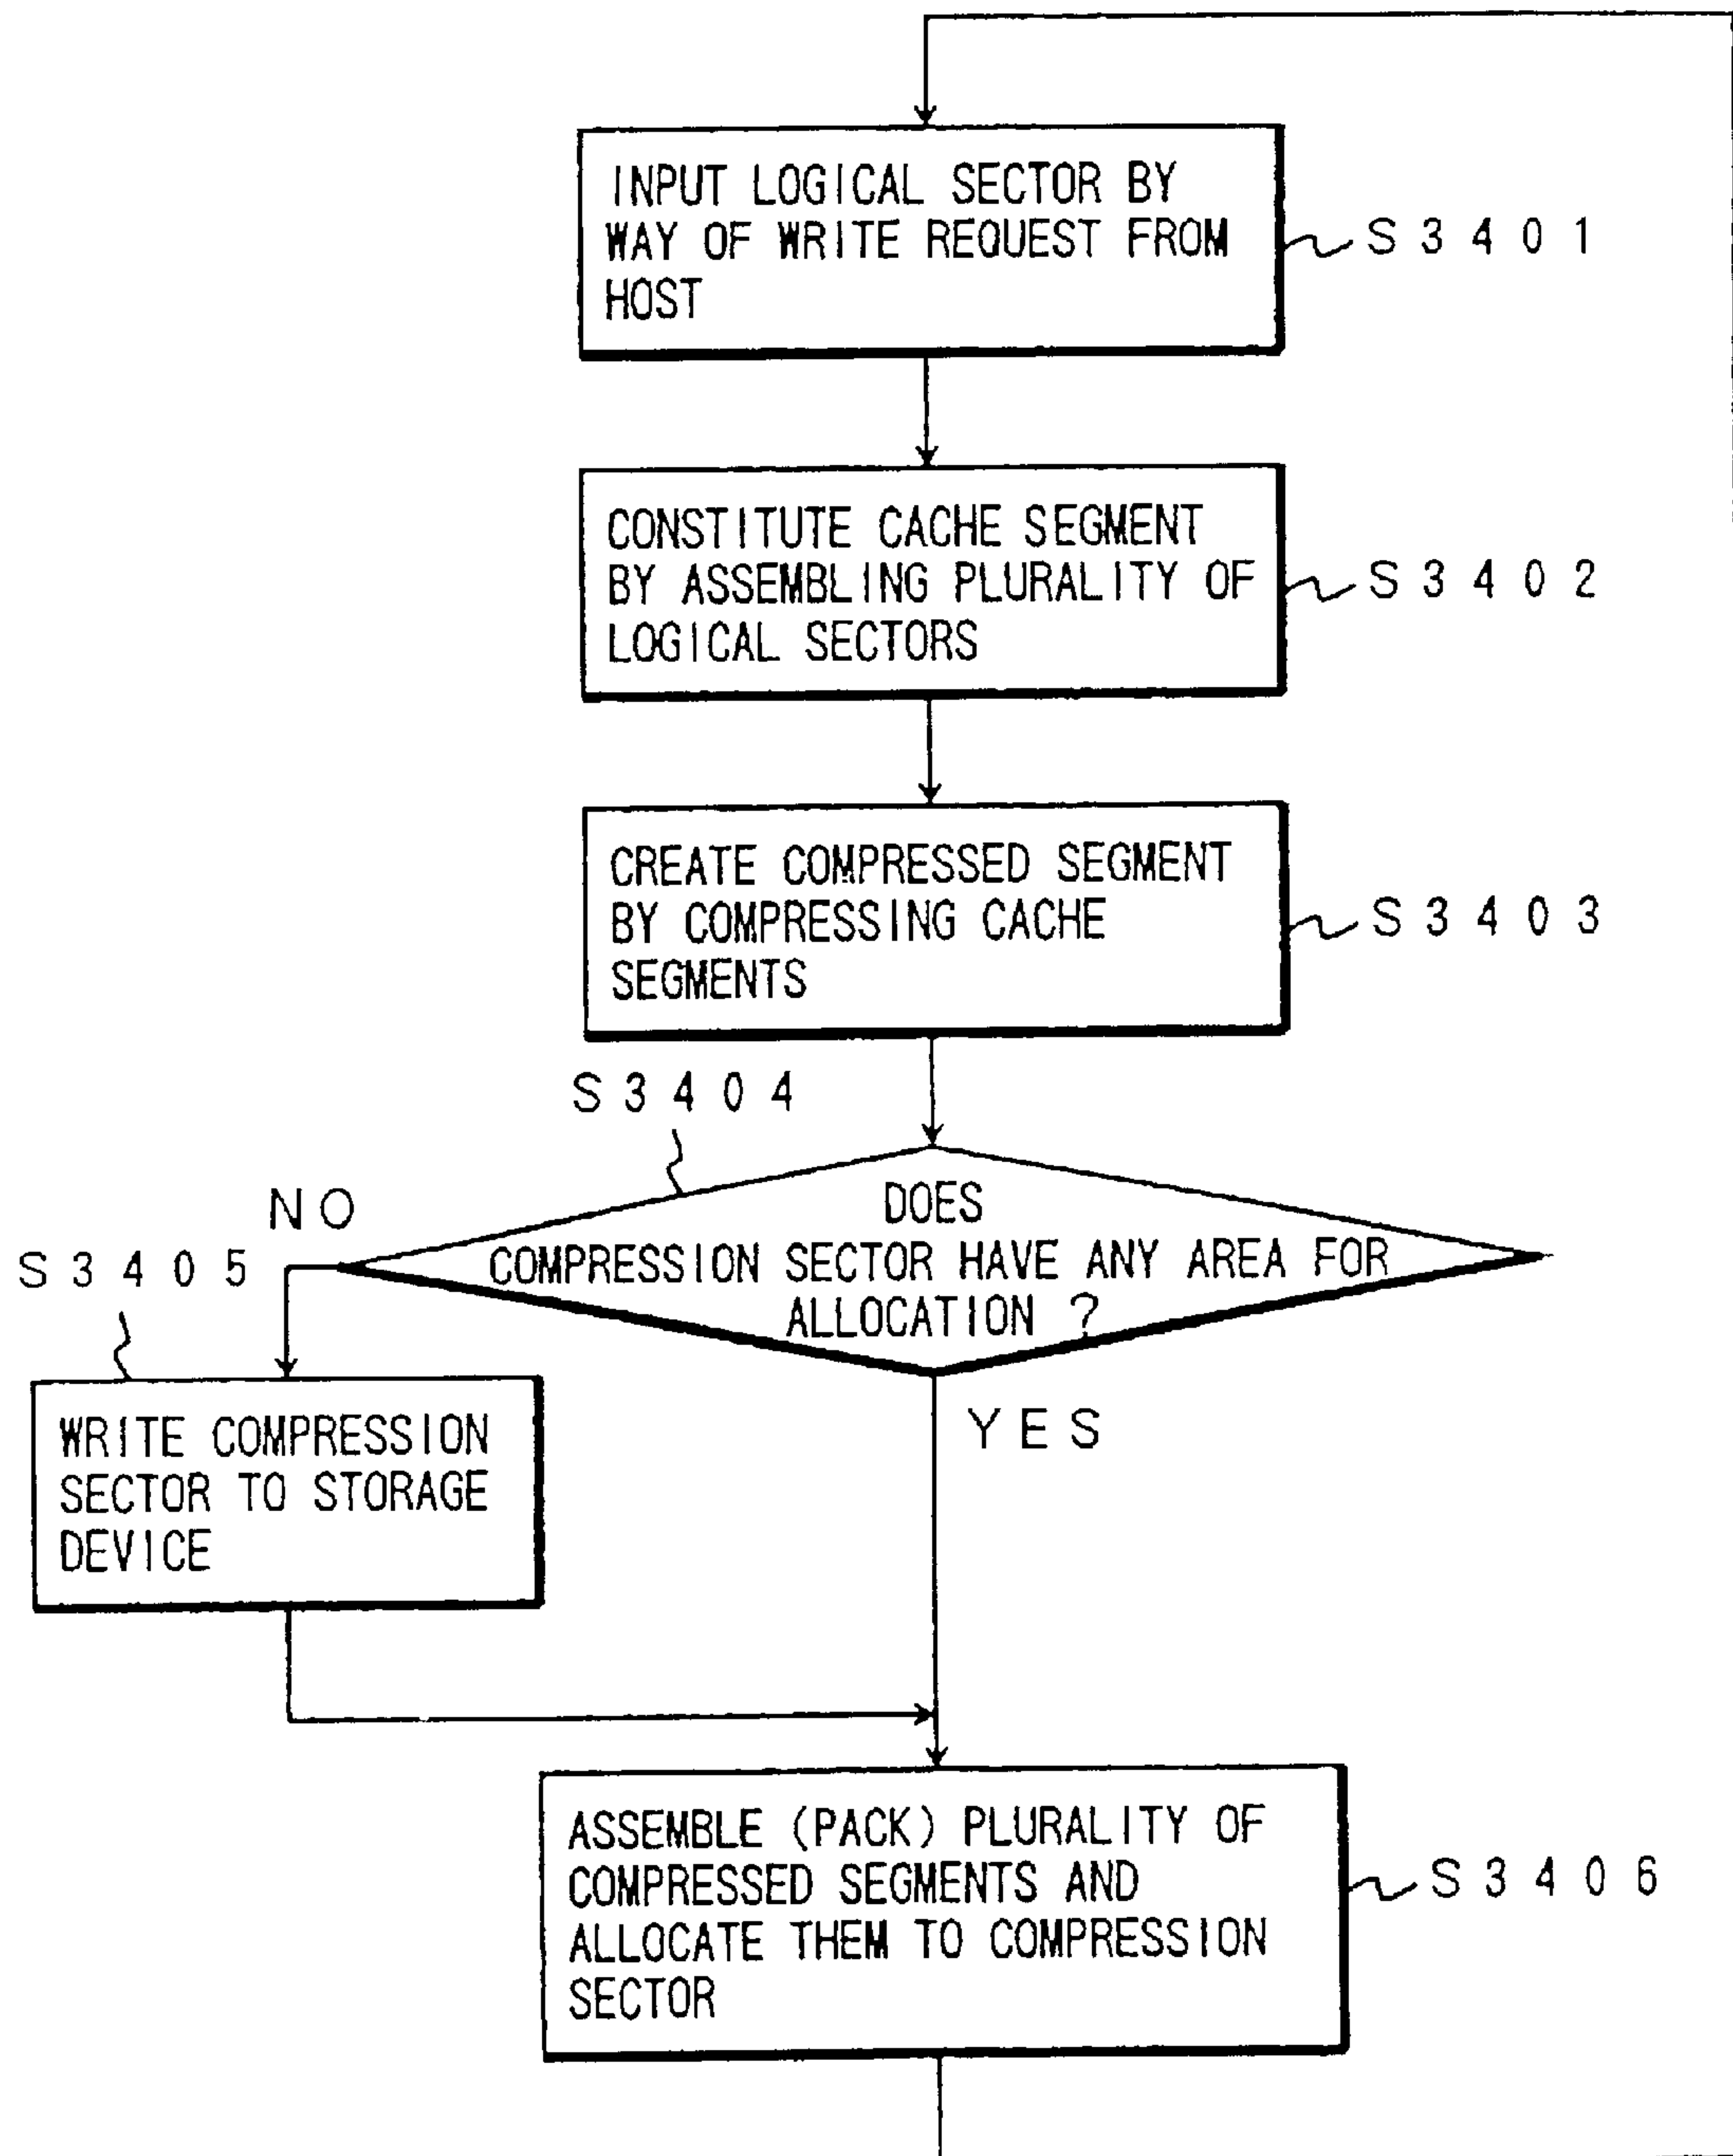 INPUT LOGICAL SECTOR BY
WAY OF WRITE REQUEST FROM
HOST
S3401
CONSTITUTE CACHE SEGMENT
BY ASSEMBLING PLURALITY OF
LOGICAL SECTORS
S3402
CREATE COMPRESSED SEGMENT
BY COMPRESSING CACHE
SEGMENTS
S3403
S3404
DOES
COMPRESSION SECTOR HAVE ANY AREA FOR
ALLOCATION ?
NO
YES
S3405
WRITE COMPRESSION
SECTOR TO STORAGE
DEVICE
ASSEMBLE (PACK) PLURALITY OF
COMPRESSED SEGMENTS AND
ALLOCATE THEM TO COMPRESSION
SECTOR
S3406